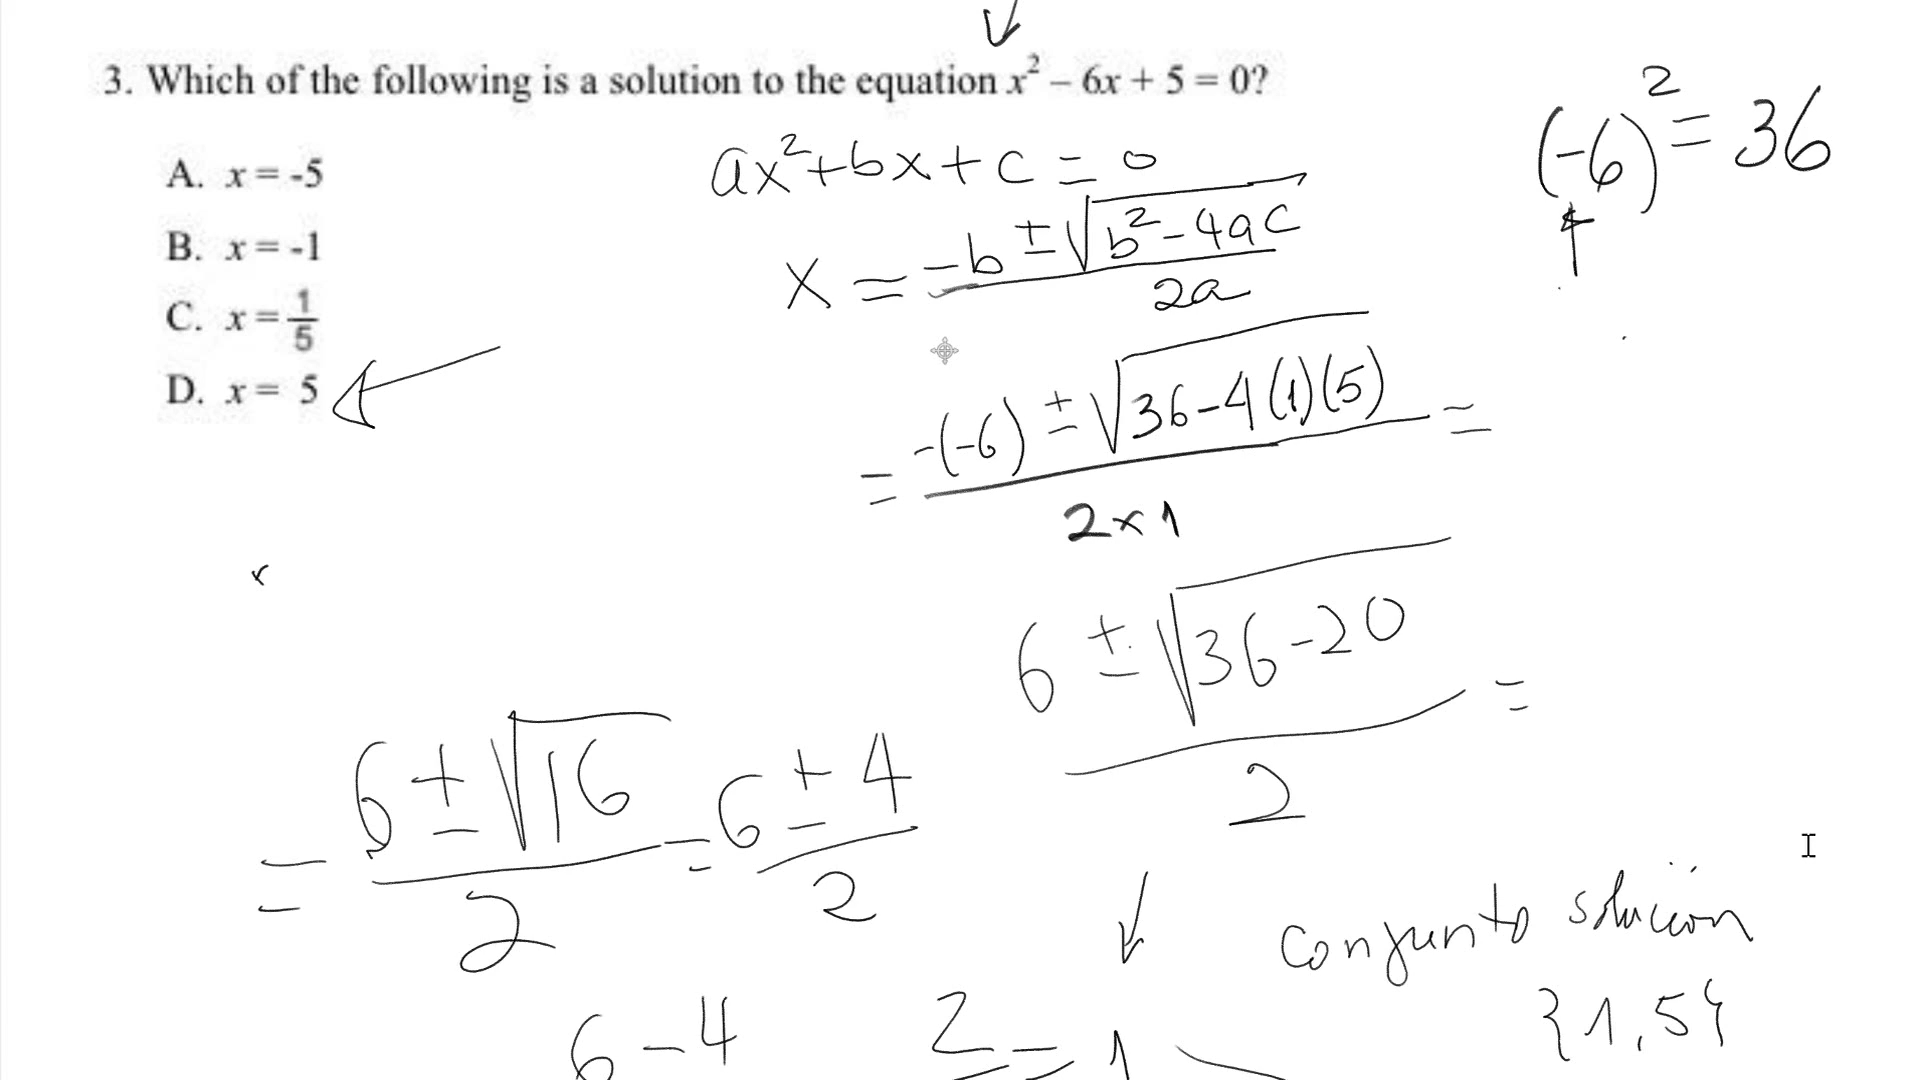 3. Which of the following is a solution to the equation x² – 6x + 5 = 0?
A. x = -5
B. x = -1
C. x = 1/5
D. x = 5
ax² + bx + c = 0
x = (-b ± √(b² - 4ac)) / 2a
(-6)² = 36
= (-(-6) ± √(36 - 4(1)(5))) / (2 x 1) =
(6 ± √(36 - 20)) / 2 =
= (6 ± √16) / 2 = (6 ± 4) / 2
conjunto solución
{1,5}
6 - 4
2 = 1